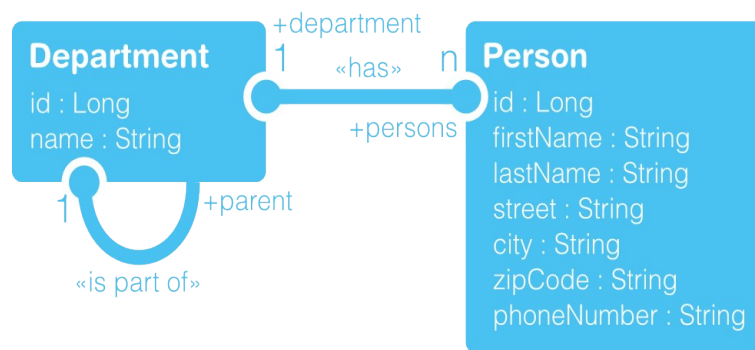 Department
id : Long
name : String
+department
1
«has»
n
+persons
1
+parent
«is part of»
Person
id : Long
firstName : String
lastName : String
street : String
city : String
zipCode : String
phoneNumber : String